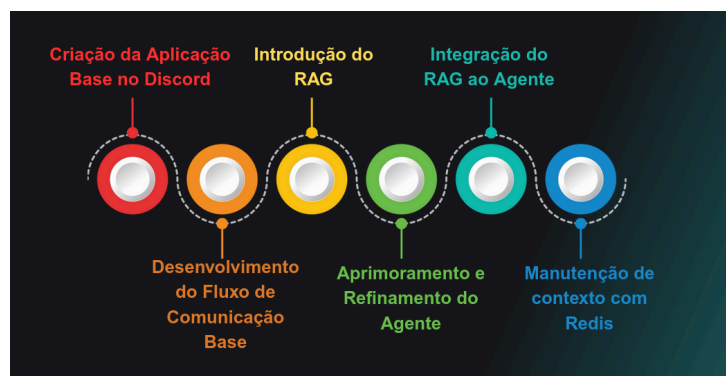 Criação da Aplicação
Base no Discord
Desenvolvimento
do Fluxo de
Comunicação
Base
Introdução do
RAG
Aprimoramento e
Refinamento do
Agente
Integração do
RAG ao Agente
Manutenção de
contexto com
Redis